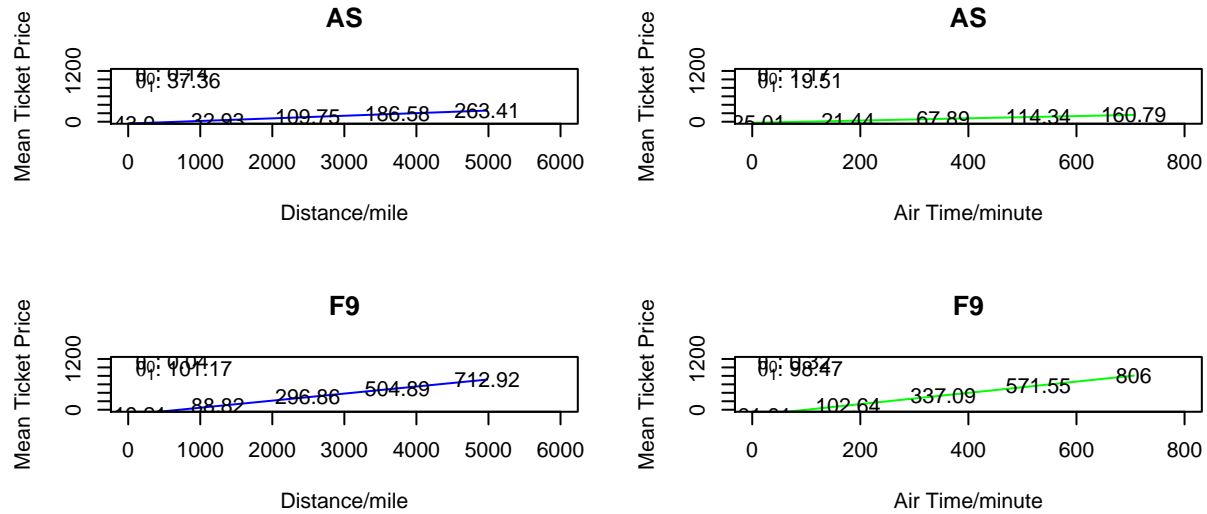 AS
Mean Ticket Price
0 1200
θ1: 37.36
32.93 109.75 186.58 263.41
0 1000 2000 3000 4000 5000 6000
Distance/mile
AS
Mean Ticket Price
0 1200
θ1: 19.51
21.44 67.89 114.34 160.79
0 200 400 600 800
Air Time/minute
F9
Mean Ticket Price
0 1200
θ1: 101.17
88.82 296.86 504.89 712.92
0 1000 2000 3000 4000 5000 6000
Distance/mile
F9
Mean Ticket Price
0 1200
θ1: 98.47
102.64 337.09 571.55 806
0 200 400 600 800
Air Time/minute